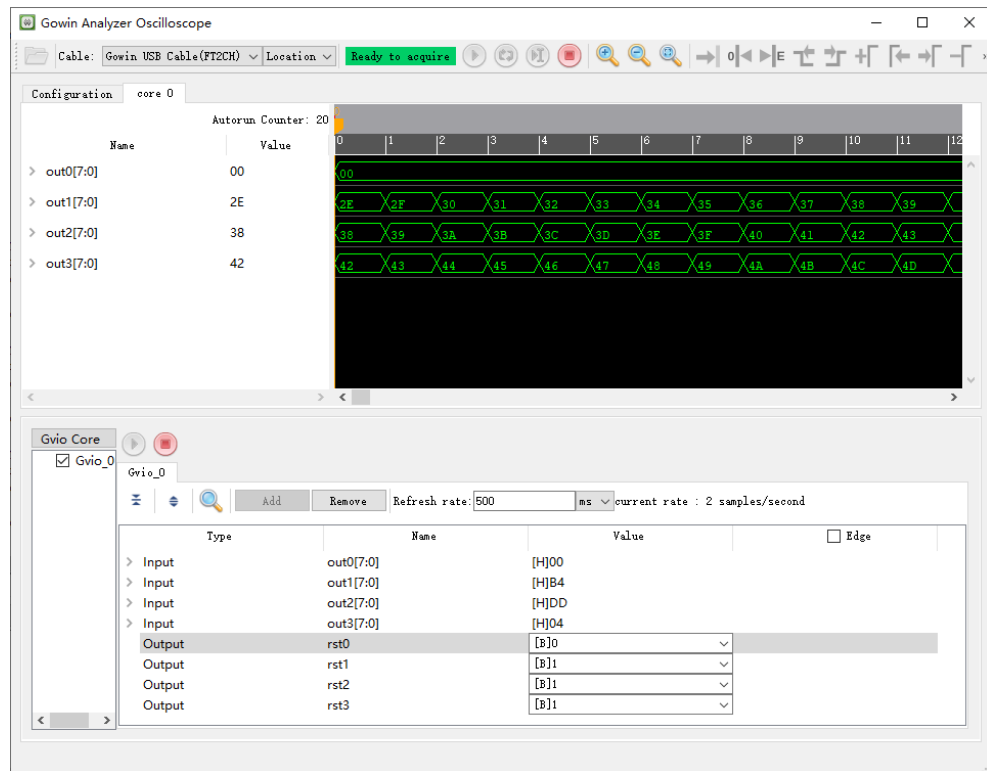 Gowin Analyzer Oscilloscope
Cable: Gowin USB Cable(FT2CH) Location Ready to acquire
Configuration core 0
Autorun Counter: 20
Name Value 0 1 2 3 4 5 6 7 8 9 10 11 12
out0[7:0] 00 00
out1[7:0] 2E 2E 2F 30 31 32 33 34 35 36 37 38 39
out2[7:0] 38 38 39 3A 3B 3C 3D 3E 3F 40 41 42 43
out3[7:0] 42 42 43 44 45 46 47 48 49 4A 4B 4C 4D
Gvio Core
Gvio_0
Gvio_0
Add Remove Refresh rate: 500 ms current rate : 2 samples/second
Type Name Value Edge
Input out0[7:0] [H]00
Input out1[7:0] [H]B4
Input out2[7:0] [H]DD
Input out3[7:0] [H]04
Output rst0 [B]0
Output rst1 [B]1
Output rst2 [B]1
Output rst3 [B]1